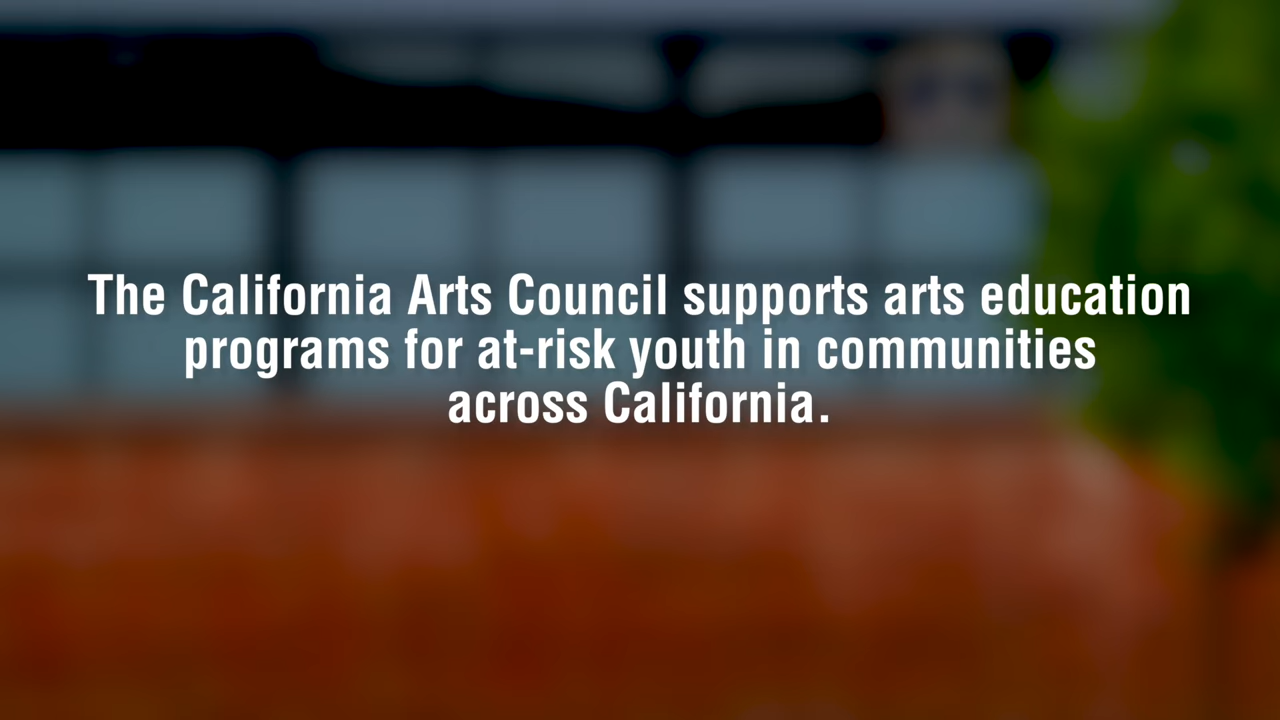 The California Arts Council supports arts education
programs for at-risk youth in communities
across California.